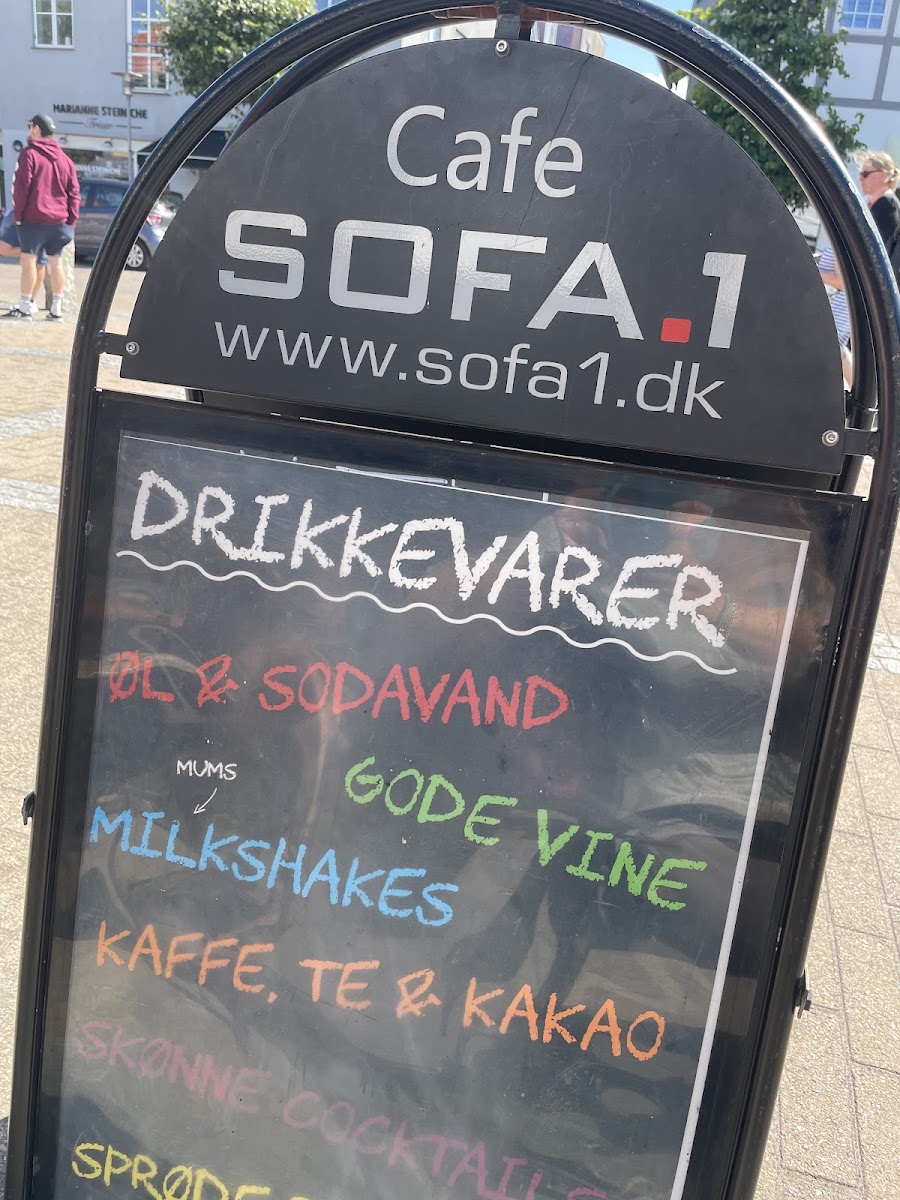 MARIANNE STEINICHE
Cafe
SOFA.1
www.sofa1.dk
DRIKKEVARER
ØL & SODAVAND
MUMS
GODE VINE
MILKSHAKES
KAFFE, TE & KAKAO
SKØNNE COCKTAILS
SPRØDE